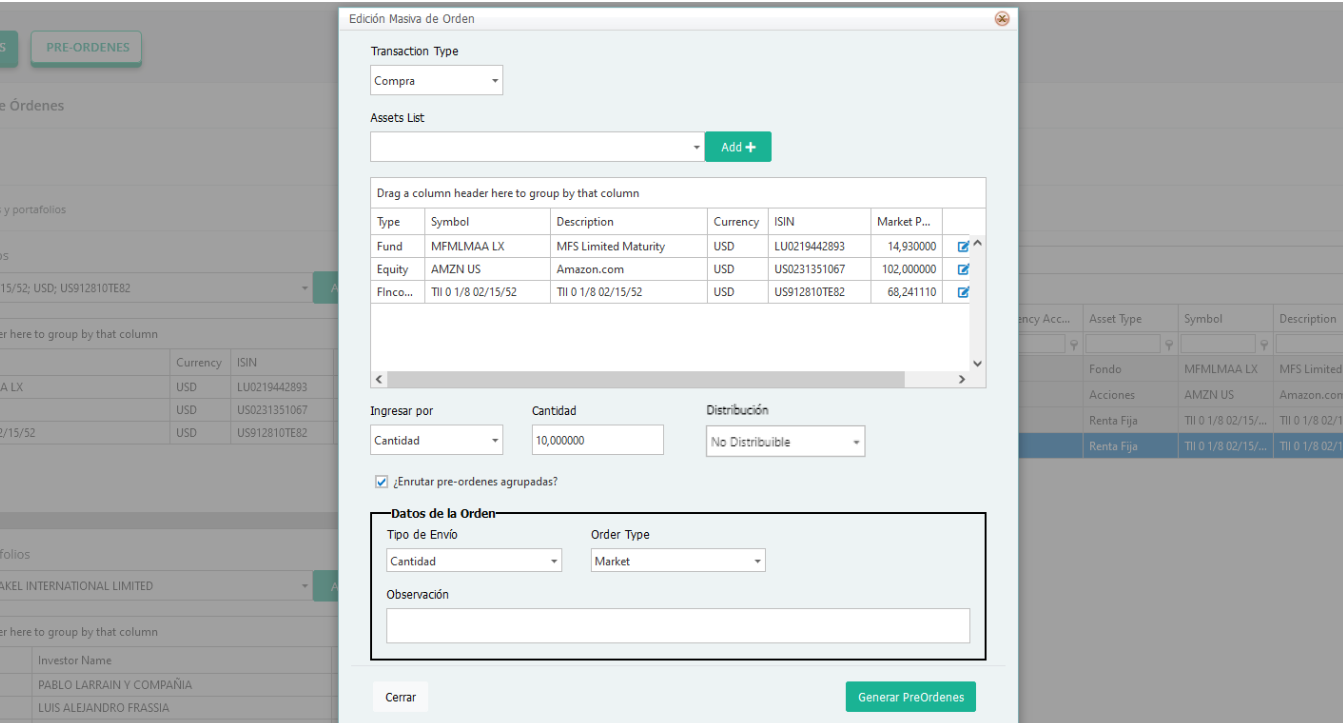 Edición Masiva de Orden
S
PRE-ORDENES
Transaction Type
Compra
e Órdenes
Assets List
Add
Drag a column header here to group by that column
s y portafolios
Type Symbol Description Currency ISIN Market P...
Fund MFMLMAA LX MFS Limited Maturity USD LU0219442893 14,930000
os
Equity AMZN US Amazon.com USD US0231351067 102,000000
15/52; USD; US912810TE82 A
FInco... TII 0 1/8 02/15/52 TII 0 1/8 02/15/52 USD US912810TE82 68,241110
ency Acc... Asset Type Symbol Description
er here to group by that column
Currency ISIN
Fondo MFMLMAA LX MFS Limited
A LX USD LU0219442893
Acciones AMZN US Amazon.com
USD US0231351067
Renta Fija TII 0 1/8 02/15/... TII 0 1/8 02/1
2/15/52 USD US912810TE82
Renta Fija TII 0 1/8 02/15/... TII 0 1/8 02/1
Ingresar por Cantidad Distribución
Cantidad 10,000000 No Distribuible
¿Enrutar pre-ordenes agrupadas?
Datos de la Orden
Tipo de Envío Order Type
Cantidad Market
Observación
folios
AKEL INTERNATIONAL LIMITED A
er here to group by that column
Investor Name
PABLO LARRAIN Y COMPAÑIA
LUIS ALEJANDRO FRASSIA
Cerrar Generar PreOrdenes